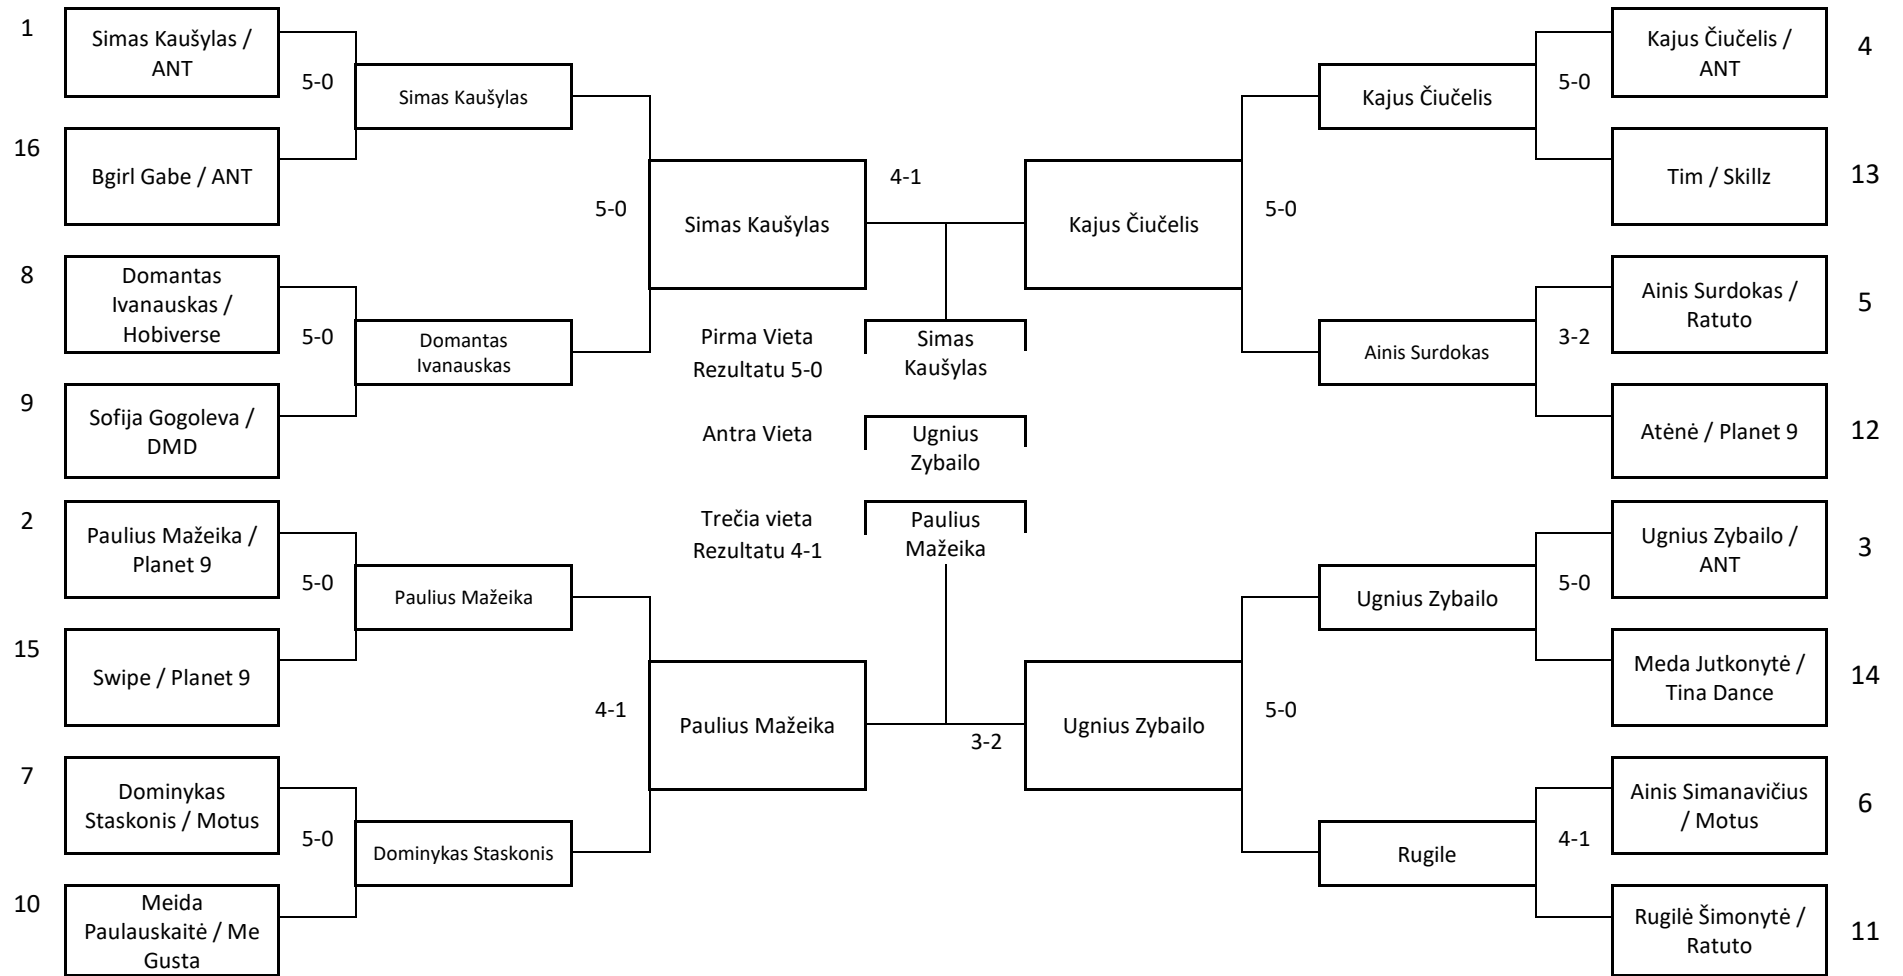 1
Simas Kaušylas /
ANT
5-0
16
Bgirl Gabe / ANT
Simas Kaušylas
8
Domantas
Ivanauskas /
Hobiverse
5-0
9
Sofija Gogoleva /
DMD
Domantas
Ivanauskas
5-0
Simas Kaušylas
2
Paulius Mažeika /
Planet 9
5-0
15
Swipe / Planet 9
Paulius Mažeika
7
Dominykas
Staskonis / Motus
5-0
10
Meida
Paulauskaitė / Me
Gusta
Dominykas Staskonis
4-1
Paulius Mažeika
4-1
Pirma Vieta
Rezultatu 5-0
Simas
Kaušylas
Antra Vieta
Ugnius
Zybailo
Trečia vieta
Rezultatu 4-1
Paulius
Mažeika
3-2
Kajus Čiučelis
5-0
Kajus Čiučelis
5-0
Kajus Čiučelis /
ANT
4
Tim / Skillz
13
Ainis Surdokas
3-2
Ainis Surdokas /
Ratuto
5
Atėnė / Planet 9
12
Ugnius Zybailo
5-0
Ugnius Zybailo
5-0
Ugnius Zybailo /
ANT
3
Meda Jutkonytė /
Tina Dance
14
Rugile
4-1
Ainis Simanavičius
/ Motus
6
Rugilė Šimonytė /
Ratuto
11